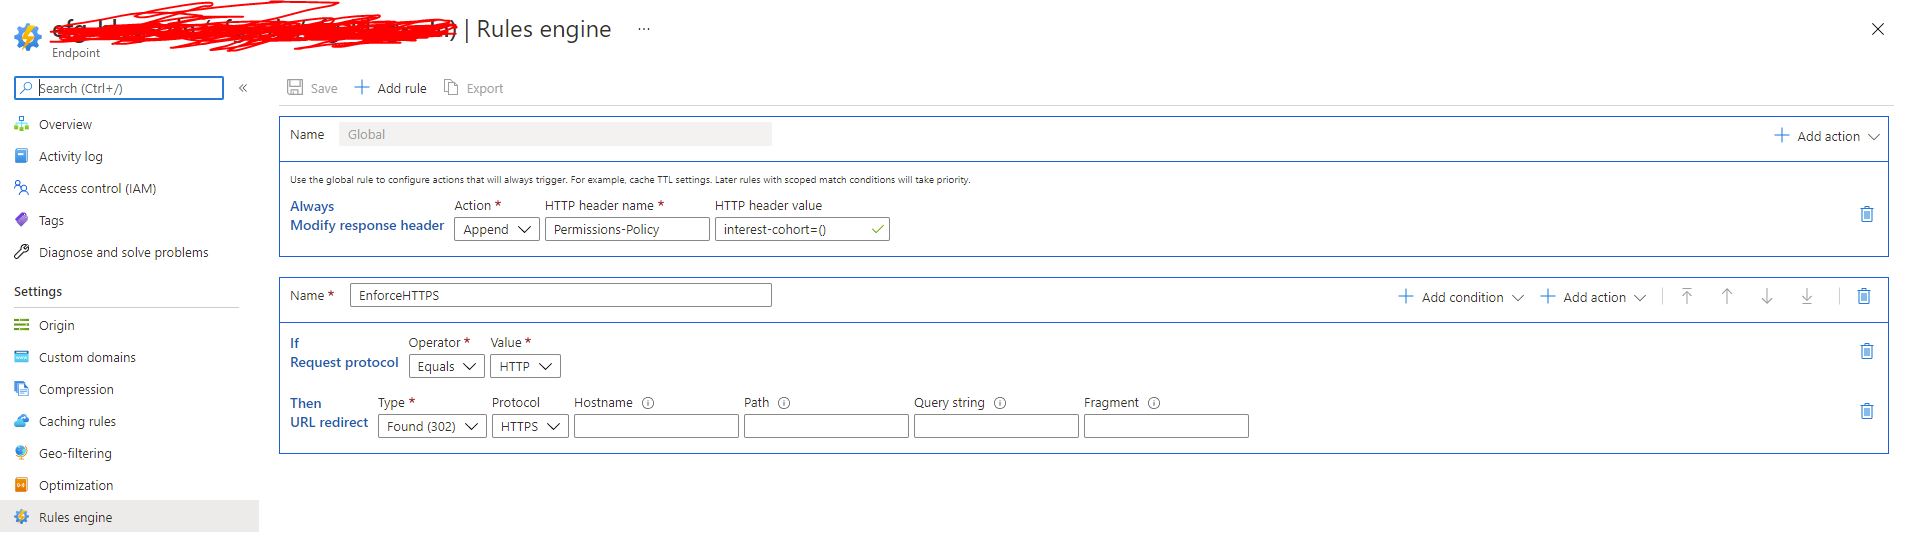 | Rules engine ...
Endpoint
Search (Ctrl+/) «
Overview
Activity log
Access control (IAM)
Tags
Diagnose and solve problems
Settings
Origin
Custom domains
Compression
Caching rules
Geo-filtering
Optimization
Rules engine
Save Add rule Export
Name Global Add action
Use the global rule to configure actions that will always trigger. For example, cache TTL settings. Later rules with scoped match conditions will take priority.
Always Action * HTTP header name * HTTP header value
Modify response header Append Permissions-Policy interest-cohort=()
Name * EnforceHTTPS Add condition Add action
If Operator * Value *
Request protocol Equals HTTP
Then Type * Protocol Hostname Path Query string Fragment
URL redirect Found (302) HTTPS